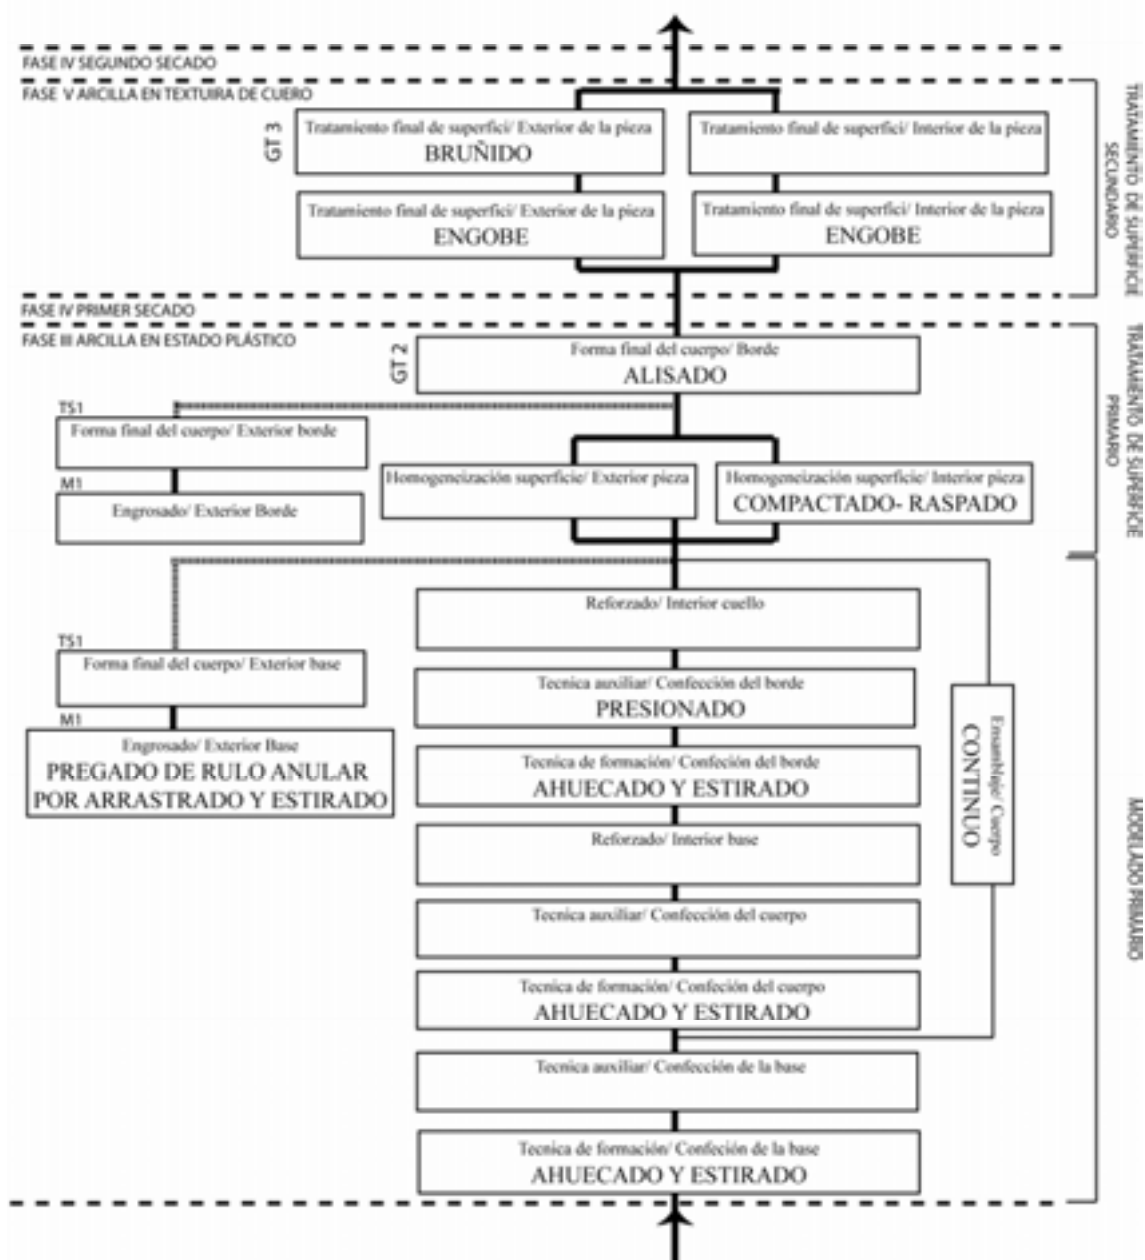 FASE IV SEGUNDO SECADO
FASE V ARCILLA EN TEXTUIRA DE CUERO
GT 3
Tratamiento final de superfici/ Exterior de la pieza
BRUÑIDO
Tratamiento final de superfici/ Interior de la pieza
Tratamiento final de superfici/ Exterior de la pieza
ENGOBE
Tratamiento final de superfici/ Interior de la pieza
ENGOBE
TRATAMIENTO DE SUPERFICIE
SECUNDARIO
FASE IV PRIMER SECADO
FASE III ARCILLA EN ESTADO PLÁSTICO
GT 2
Forma final del cuerpo/ Borde
ALISADO
TS1
Forma final del cuerpo/ Exterior borde
M1
Engrosado/ Exterior Borde
Homogeneización superficie/ Exterior pieza
Homogeneización superficie/ Interior pieza
COMPACTADO- RASPADO
TRATAMIENTO DE SUPERFICIE
PRIMARIO
Reforzado/ Interior cuello
TS1
Forma final del cuerpo/ Exterior base
M1
Engrosado/ Exterior Base
PREGADO DE RULO ANULAR
POR ARRASTRADO Y ESTIRADO
Tecnica auxiliar/ Confección del borde
PRESIONADO
Tecnica de formación/ Confeción del borde
AHUECADO Y ESTIRADO
Reforzado/ Interior base
Tecnica auxiliar/ Confección del cuerpo
Tecnica de formación/ Confeción del cuerpo
AHUECADO Y ESTIRADO
Ensamblaje/ Cuerpo
CONTINUO
Tecnica auxiliar/ Confección de la base
Tecnica de formación/ Confeción de la base
AHUECADO Y ESTIRADO
MODELADO PRIMARIO